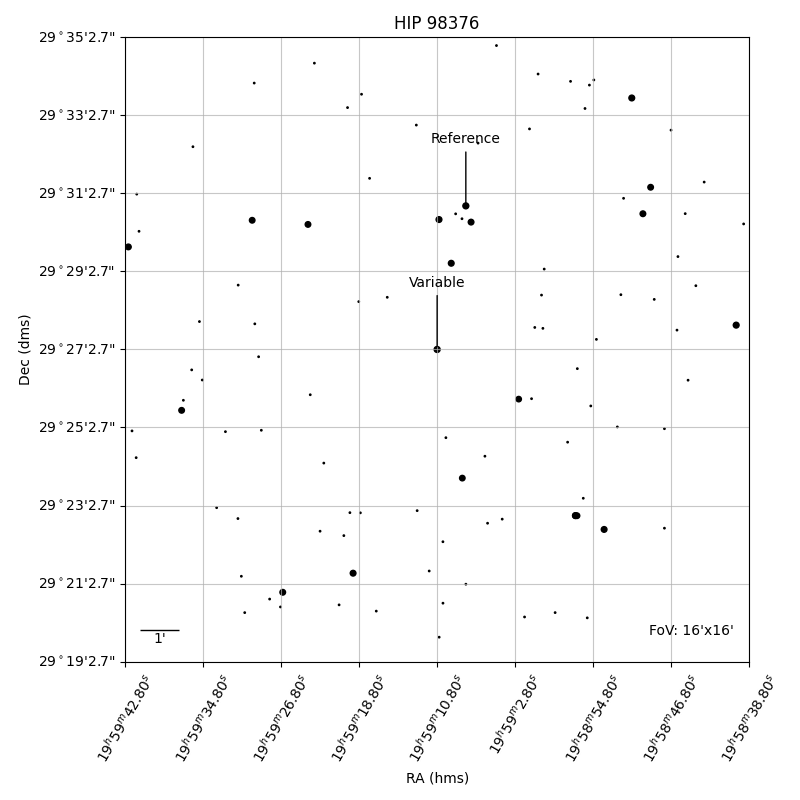 HIP 98376
29°35'2.7"
29°33'2.7"
29°31'2.7"
29°29'2.7"
29°27'2.7"
29°25'2.7"
29°23'2.7"
29°21'2.7"
29°19'2.7"
Dec (dms)
Reference
Variable
1'
FoV: 16'x16'
19ʰ59ᵐ42.80ˢ
19ʰ59ᵐ34.80ˢ
19ʰ59ᵐ26.80ˢ
19ʰ59ᵐ18.80ˢ
19ʰ59ᵐ10.80ˢ
19ʰ59ᵐ2.80ˢ
19ʰ58ᵐ54.80ˢ
19ʰ58ᵐ46.80ˢ
19ʰ58ᵐ38.80ˢ
RA (hms)